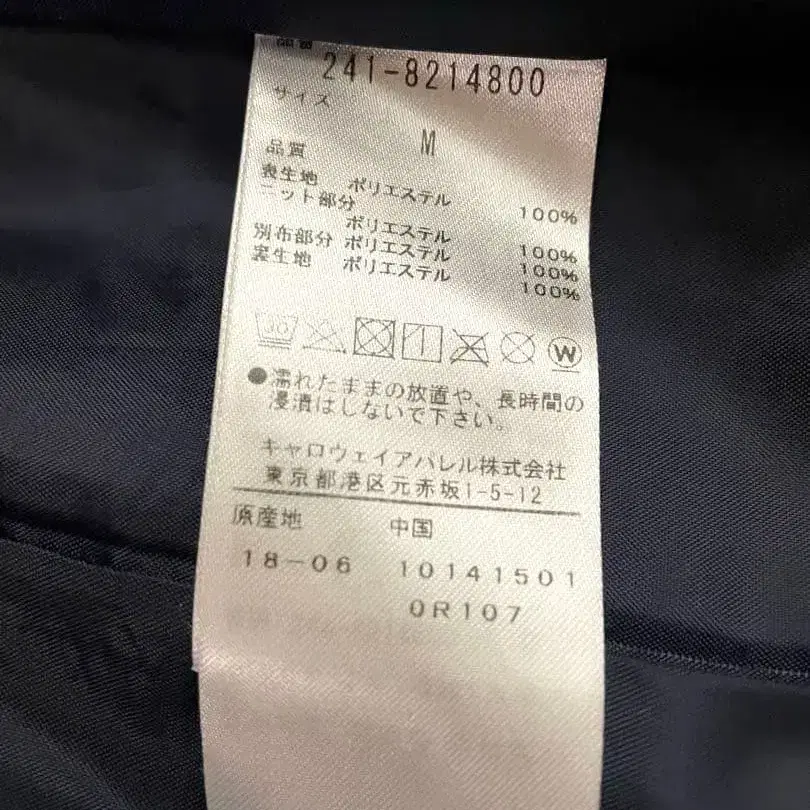 241-8214800
サイズ
M
品質
表生地 ポリエステル 100%
ニット部分
ポリエステル 100%
別布部分 ポリエステル 100%
裏生地 ポリエステル 100%
30
W
●濡れたままの放置や、長時間の
浸漬はしないで下さい。
キャロウェイアパレル株式会社
東京都港区元赤坂1-5-12
原産地 中国
18-06 10141501
0R107